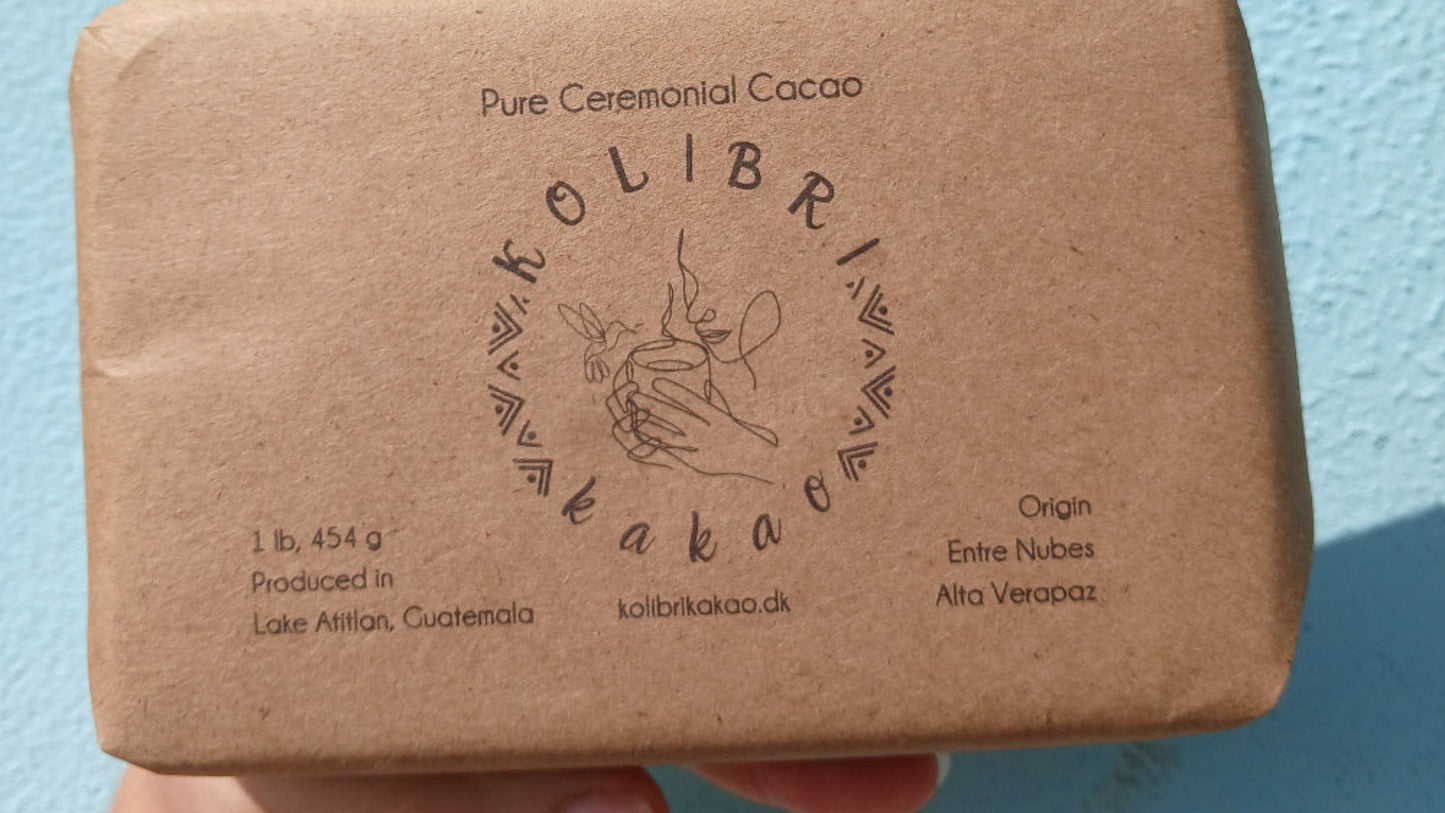 Pure Ceremonial Cacao
KOLIBRI
kakao
1 lb, 454 g
Produced in
Lake Atitlan, Guatemala
kolibrikakao.dk
Origin
Entre Nubes
Alta Verapaz